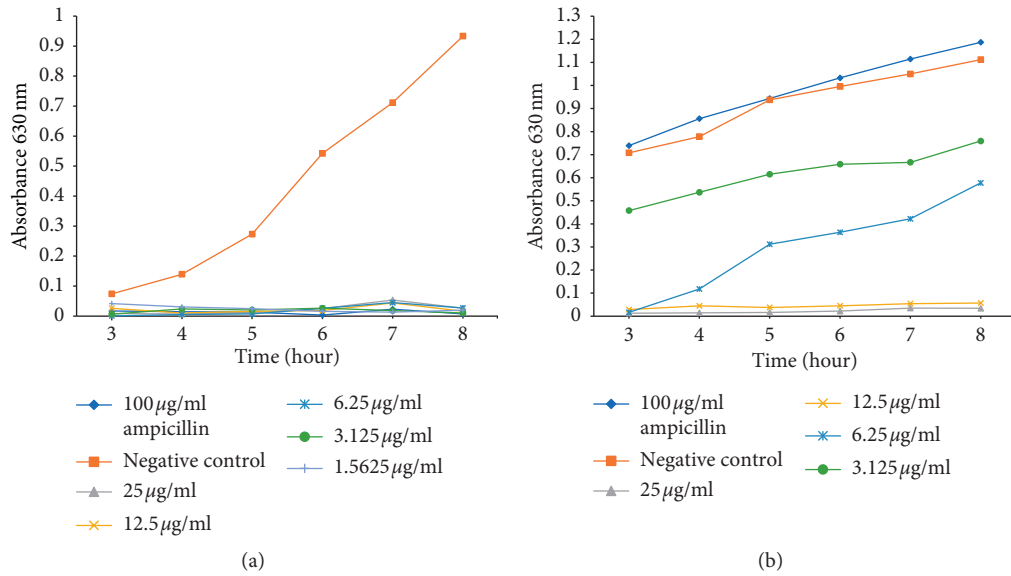 1
0.9
0.8
0.7
0.6
0.5
0.4
0.3
0.2
0.1
0
Absorbance 630 nm
3 4 5 6 7 8
Time (hour)
100 μg/ml
ampicillin
Negative control
25 μg/ml
12.5 μg/ml
6.25 μg/ml
3.125 μg/ml
1.5625 μg/ml
(a)
1.3
1.2
1.1
1
0.9
0.8
0.7
0.6
0.5
0.4
0.3
0.2
0.1
0
Absorbance 630 nm
3 4 5 6 7 8
Time (hour)
100 μg/ml
ampicillin
Negative control
25 μg/ml
12.5 μg/ml
6.25 μg/ml
3.125 μg/ml
(b)